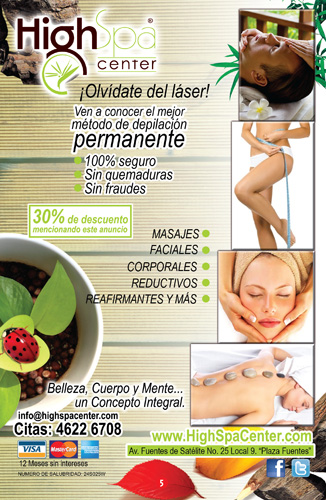 High Spa®
center
¡Olvídate del láser!
Ven a conocer el mejor
método de depilación
permanente
100% seguro
Sin quemaduras
Sin fraudes
30% de descuento
mencionando este anuncio
MASAJES
FACIALES
CORPORALES
REDUCTIVOS
REAFIRMANTES Y MÁS
Belleza, Cuerpo y Mente...
un Concepto Integral.
info@highspacenter.com
Citas: 4622 6708
www.HighSpaCenter.com
VISA MasterCard
Av. Fuentes de Satélite No. 25 Local 9. "Plaza Fuentes"
12 Meses sin intereses
NUMERO DE SALUBRIDAD:
5